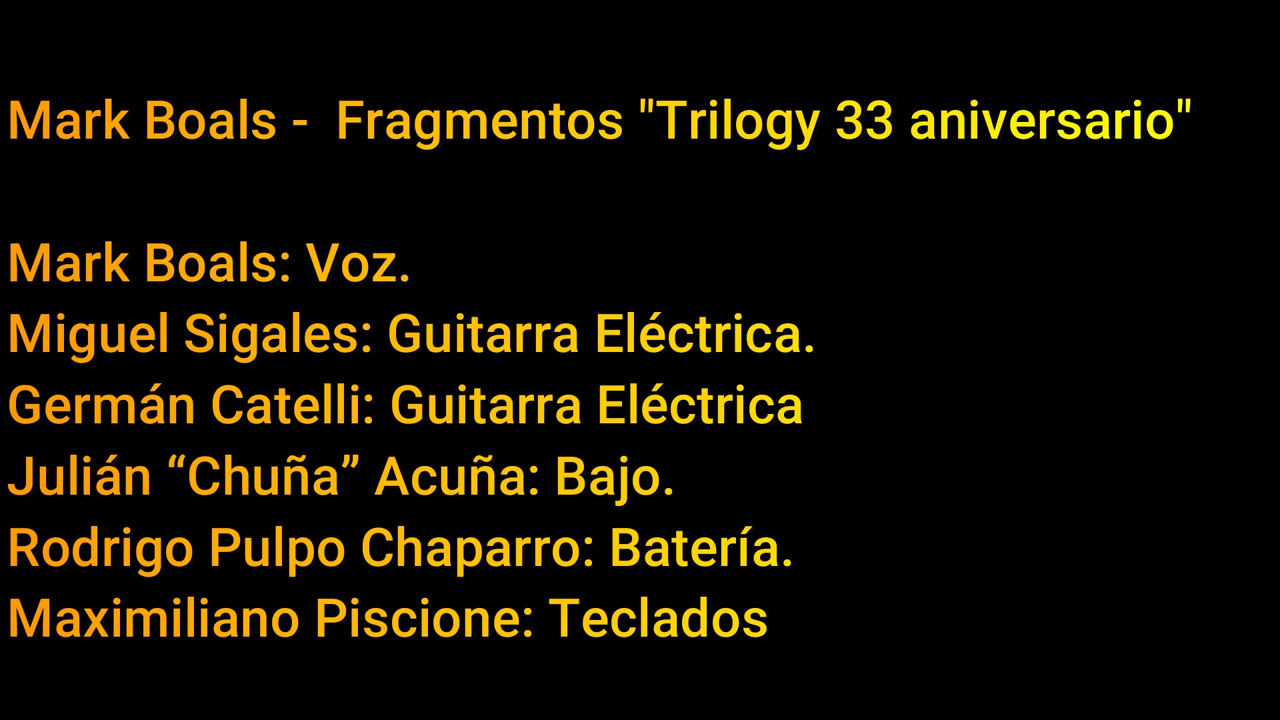 Mark Boals -  Fragmentos "Trilogy 33 aniversario"
Mark Boals: Voz.
Miguel Sigales: Guitarra Eléctrica.
Germán Catelli: Guitarra Eléctrica
Julián “Chuña” Acuña: Bajo.
Rodrigo Pulpo Chaparro: Batería.
Maximiliano Piscione: Teclados